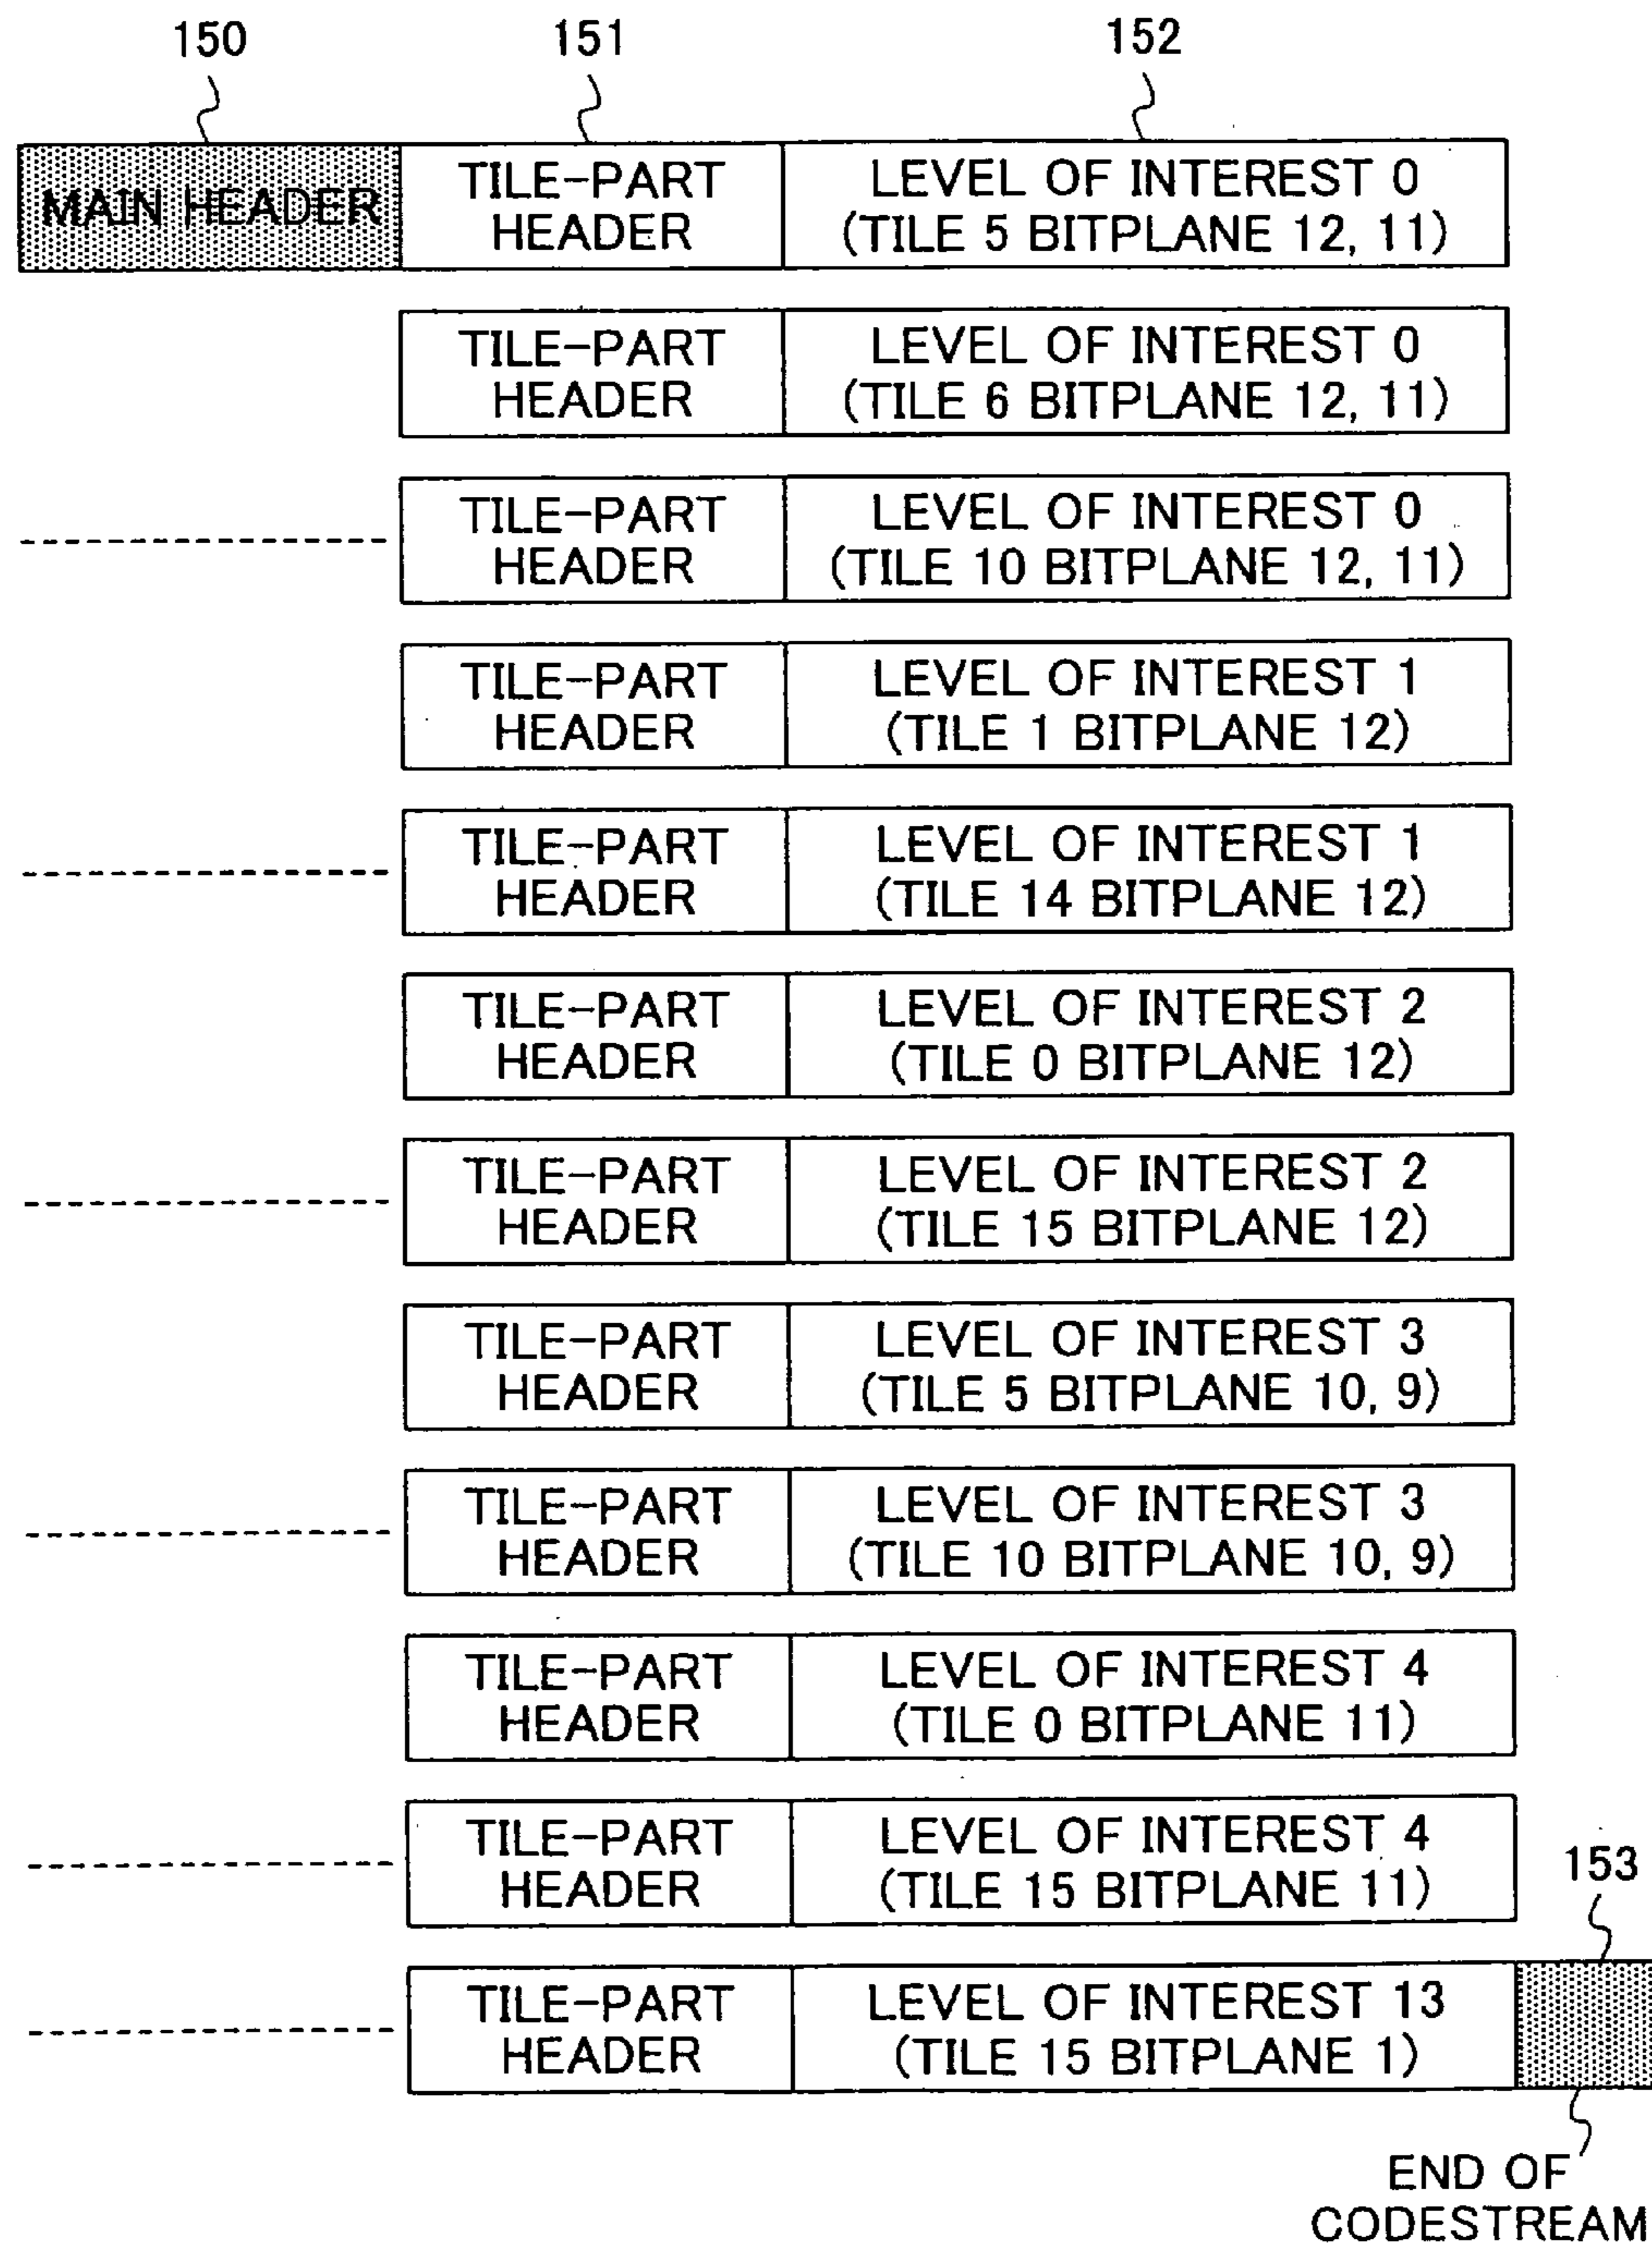 150
151
152
MAIN HEADER
TILE-PART
HEADER
LEVEL OF INTEREST 0
(TILE 5 BITPLANE 12, 11)
TILE-PART
HEADER
LEVEL OF INTEREST 0
(TILE 6 BITPLANE 12, 11)
TILE-PART
HEADER
LEVEL OF INTEREST 0
(TILE 10 BITPLANE 12, 11)
TILE-PART
HEADER
LEVEL OF INTEREST 1
(TILE 1 BITPLANE 12)
TILE-PART
HEADER
LEVEL OF INTEREST 1
(TILE 14 BITPLANE 12)
TILE-PART
HEADER
LEVEL OF INTEREST 2
(TILE 0 BITPLANE 12)
TILE-PART
HEADER
LEVEL OF INTEREST 2
(TILE 15 BITPLANE 12)
TILE-PART
HEADER
LEVEL OF INTEREST 3
(TILE 5 BITPLANE 10, 9)
TILE-PART
HEADER
LEVEL OF INTEREST 3
(TILE 10 BITPLANE 10, 9)
TILE-PART
HEADER
LEVEL OF INTEREST 4
(TILE 0 BITPLANE 11)
TILE-PART
HEADER
LEVEL OF INTEREST 4
(TILE 15 BITPLANE 11)
153
TILE-PART
HEADER
LEVEL OF INTEREST 13
(TILE 15 BITPLANE 1)
END OF
CODESTREAM